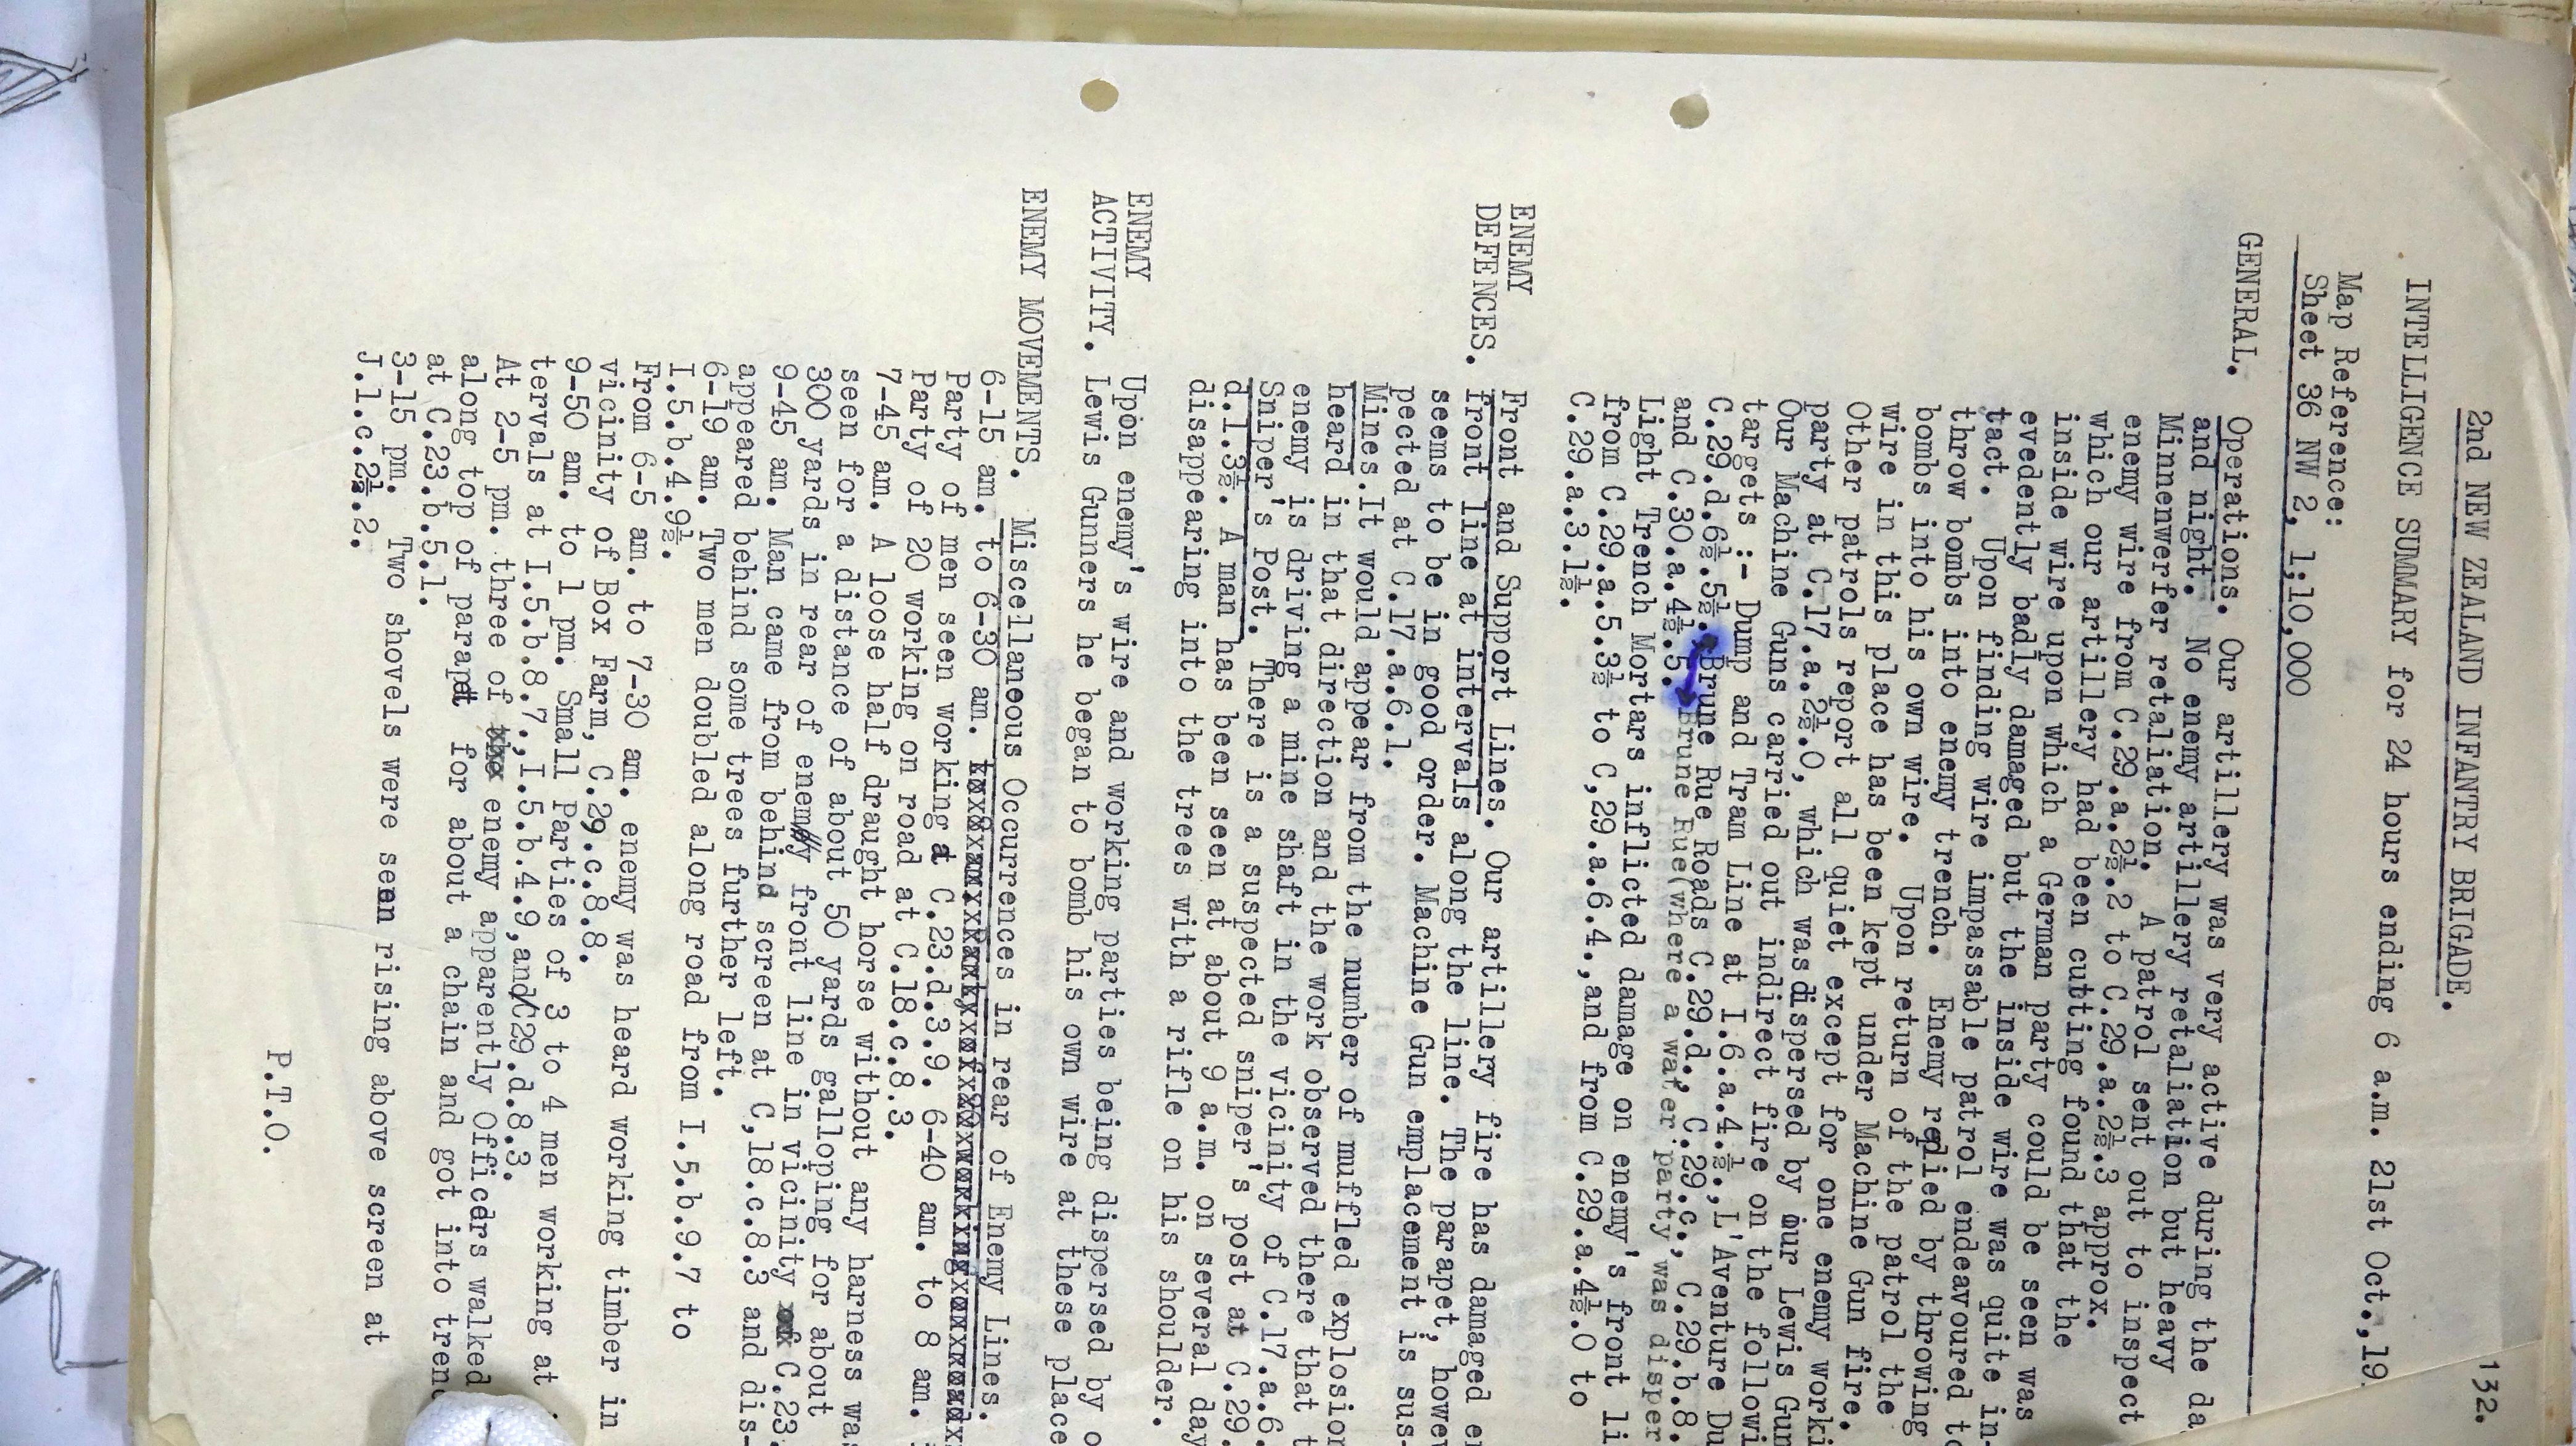 132.
2nd NEW ZEALAND INFANTRY BRIGADE.
INTELLIGENCE SUMMARY for 24 hours ending 6 a.m. 21st Oct.,19
Map Reference:
Sheet 36 NW 2, 1;10,000
GENERAL. Operations. Our artillery was very active during the da
and night. No enemy artillery retaliation but heavy
Minnenwerfer retaliation. A patrol sent out to inspect
enemy wire from C.29.a.2½.2 to C.29.a.2½.3 approx.
which our artillery had been cutting found that the
inside wire upon which a German party could be seen was
evedently badly damaged but the inside wire was quite in-
tact. Upon finding wire impassable patrol endeavoured to
throw bombs into enemy trench. Enemy replied by throwing
bombs into his own wire. Upon return of the patrol the
wire in this place has been kept under Machine Gun fire.
Other patrols report all quiet except for one enemy worki
party at C.17.a.2½.0, which was dispersed by our Lewis Gun
Our Machine Guns carried out indirect fire on the followi
targets :- Dump and Tram Line at I.6.a.4.½., L'Aventure Du
C.29.d.6½.5½. Brune Rue Roads C.29.d., C.29.c., C.29.b.8.
and C.30.a.4½.5. Brune Rue(where a water party was disper
Light Trench Mortars inflicted damage on enemy's front li
from C.29.a.5.3½ to C,29.a.6.4.,and from C.29.a.4½.0 to
C.29.a.3.1½.
ENEMY Front and Support Lines. Our artillery fire has damaged en
DEFENCES. front line at intervals along the line. The parapet, howev
seems to be in good order. Machine Gun emplacement is sus-
pected at C.17.a.6.1.
Mines.It would appear from the number of muffled explosion
heard in that direction and the work observed there that t
enemy is driving a mine shaft in the vicinity of C.17.a.6.
Sniper's Post. There is a suspected sniper's post at C.29.
d.1.3½. A man has been seen at about 9 a.m. on several day
disappearing into the trees with a rifle on his shoulder.
ENEMY Upon enemy's wire and working parties being dispersed by o
ACTIVITY. Lewis Gunners he began to bomb his own wire at these place
ENEMY MOVEMENTS. Miscellaneous Occurrences in rear of Enemy Lines.
6-15 am. to 6-30 am.
Party of men seen working at C.23.d.3.9. 6-40 am. to 8 am.
Party of 20 working on road at C.18.c.8.3.
7-45 am. A loose half draught horse without any harness was
seen for a distance of about 50 yards galloping for about
300 yards in rear of enemy front line in vicinity of C.23.
9-45 am. Man came from behind screen at C,18.c.8.3 and dis-
appeared behind some trees further left.
6-19 am. Two men doubled along road from I.5.b.9.7 to
I.5.b.4.9½.
From 6-5 am. to 7-30 am. enemy was heard working timber in
vicinity of Box Farm, C.29.c.8.8.
9-50 am. to 1 pm. Small Parties of 3 to 4 men working at
tervals at I.5.b.8.7.,I.5.b.4.9,and C29.d.8.3.
At 2-5 pm. three of the enemy apparently Officers walked
along top of parapt for about a chain and got into tren
at C.23.b.5.1.
3-15 pm. Two shovels were seen rising above screen at
J.1.c.2½.2.
P.T.O.